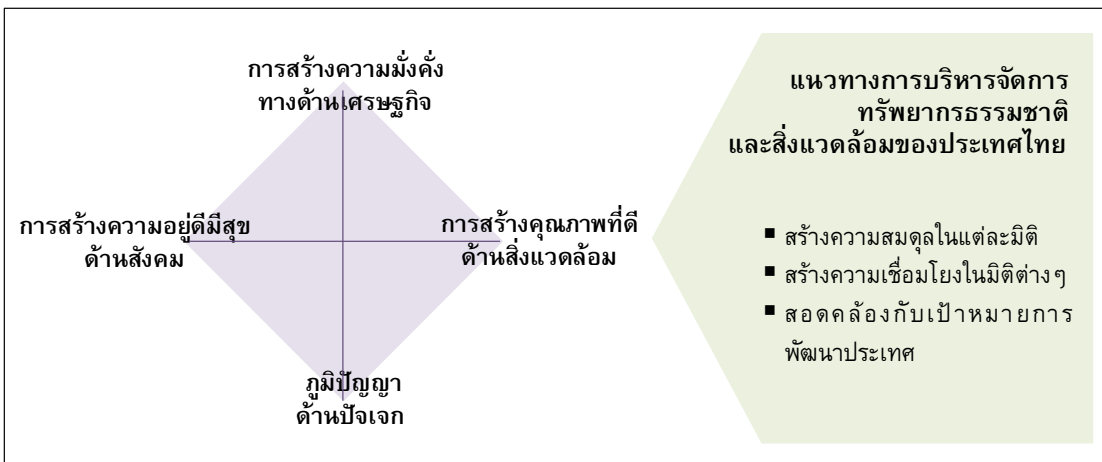 การสร้างความมั่งคั่ง
ทางด้านเศรษฐกิจ
การสร้างความอยู่ดีมีสุข
ด้านสังคม
การสร้างคุณภาพที่ดี
ด้านสิ่งแวดล้อม
ภูมิปัญญา
ด้านปัจเจก
แนวทางการบริหารจัดการ
ทรัพยากรธรรมชาติ
และสิ่งแวดล้อมของประเทศไทย
▪ สร้างความสมดุลในแต่ละมิติ
▪ สร้างความเชื่อมโยงในมิติต่างๆ
▪ สอดคล้องกับเป้าหมายการ
พัฒนาประเทศ